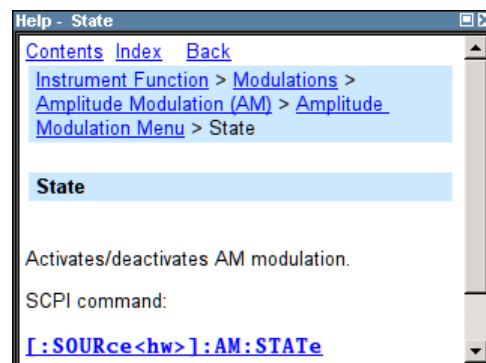 Help - State
Contents Index Back
Instrument Function > Modulations >
Amplitude Modulation (AM) > Amplitude
Modulation Menu > State
State
Activates/deactivates AM modulation.
SCPI command:
[:SOURce<hw>]:AM:STATe